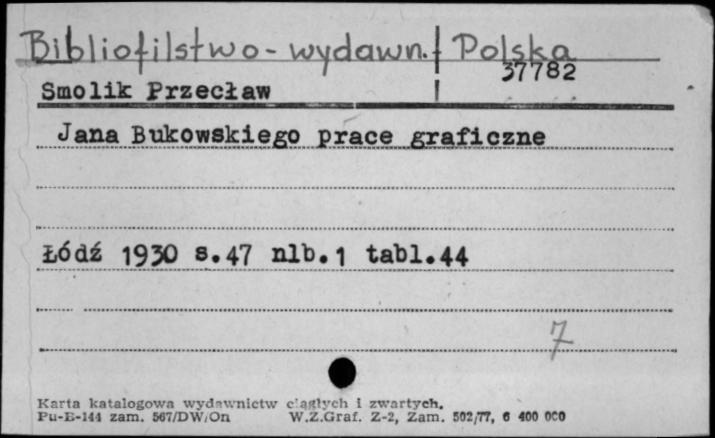 Bibliofilstwo - wydawn. Polska
37782
Smolik Przecław
Jana Bukowskiego prace graficzne
Łódź 1930 s.47 nlb.1 tabl.44
7
Karta katalogowa wydawnictw ciągłych i zwartych.
Pu-B-144 zam. 567/DW/On W.Z.Graf. Z-2, Zam. 502/77, 6 400 000